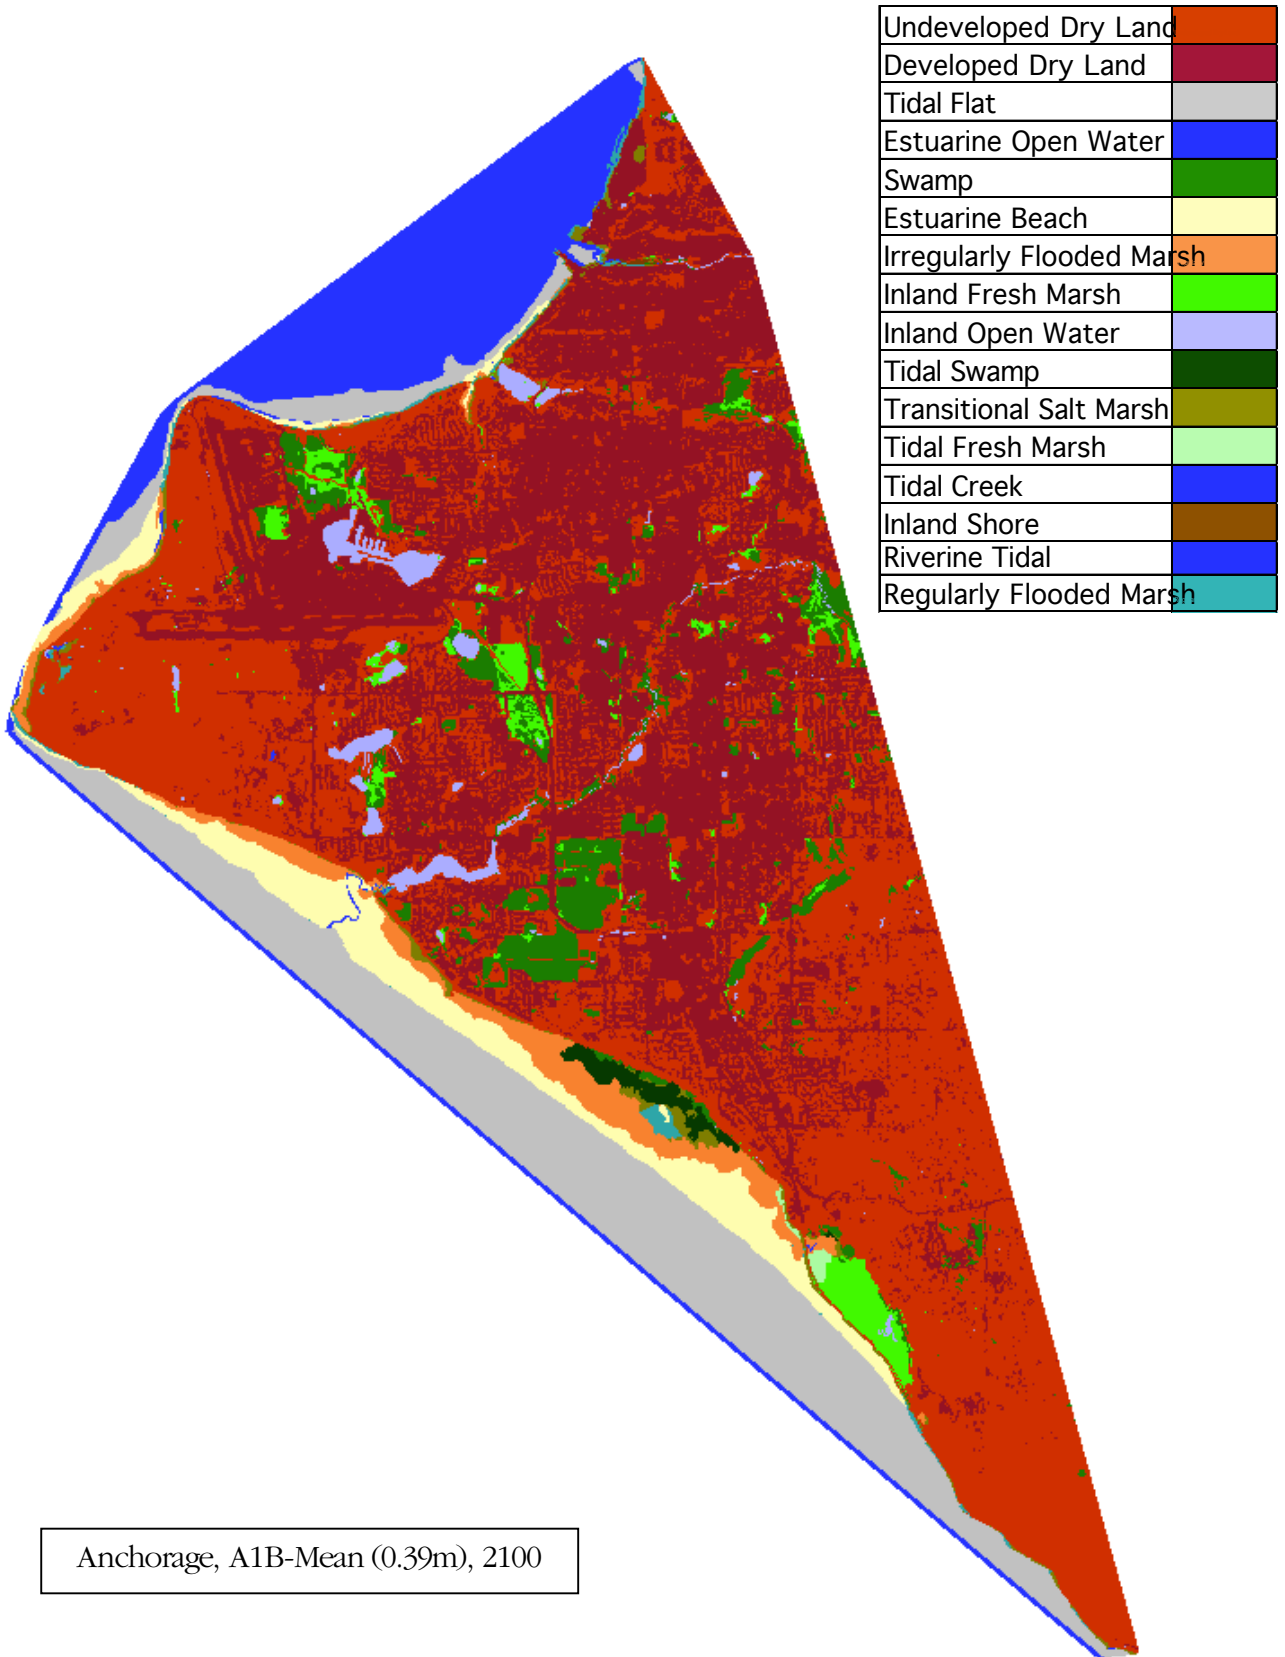 Undeveloped Dry Land
Developed Dry Land
Tidal Flat
Estuarine Open Water
Swamp
Estuarine Beach
Irregularly Flooded Marsh
Inland Fresh Marsh
Inland Open Water
Tidal Swamp
Transitional Salt Marsh
Tidal Fresh Marsh
Tidal Creek
Inland Shore
Riverine Tidal
Regularly Flooded Marsh
Anchorage, A1B-Mean (0.39m), 2100